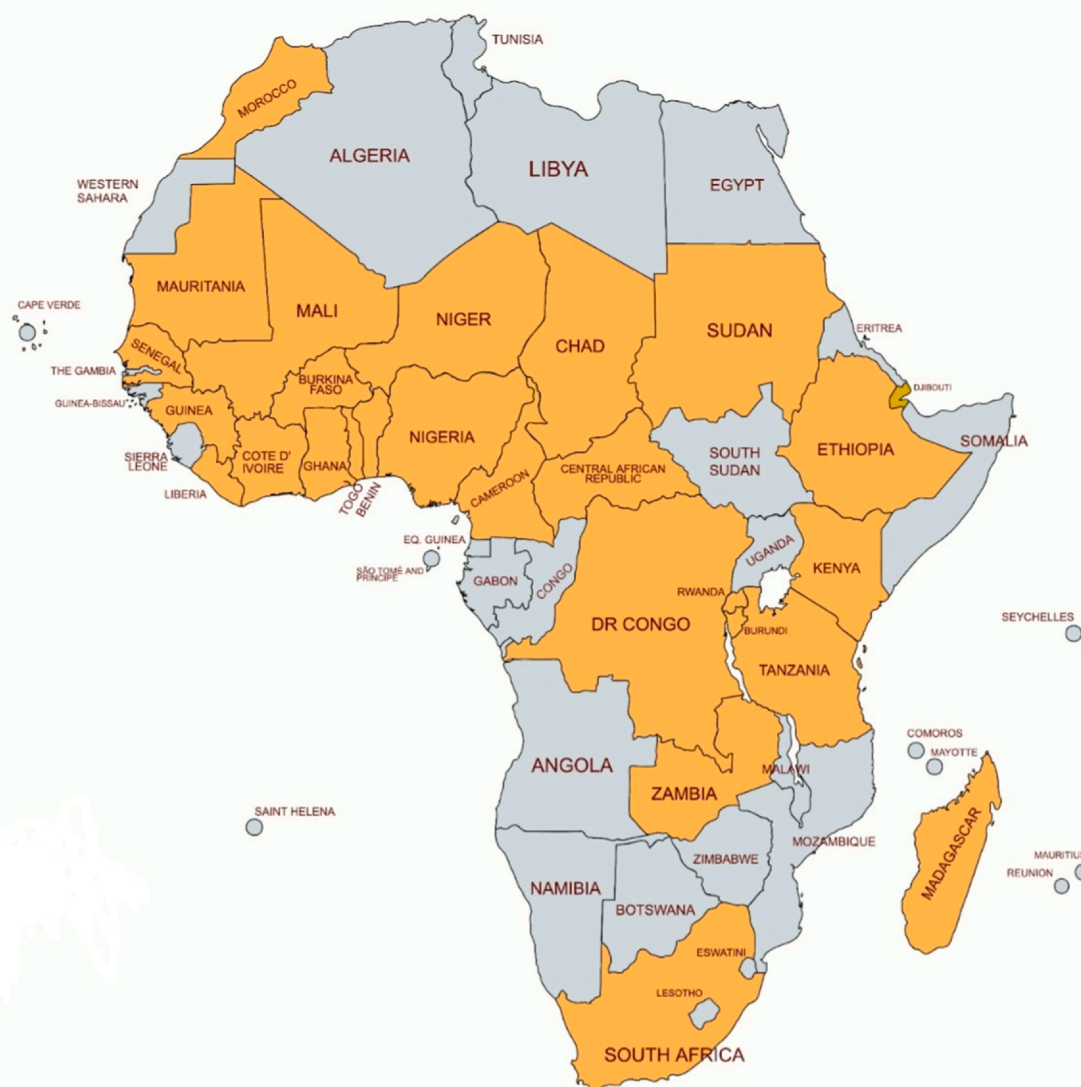 TUNISIA
MOROCCO
ALGERIA
LIBYA
EGYPT
WESTERN
SAHARA
MAURITANIA
MALI
NIGER
CHAD
SUDAN
CAPE VERDE
ERITREA
SENEGAL
THE GAMBIA
BURKINA
FASO
DJIBOUTI
GUINEA-BISSAU
GUINEA
NIGERIA
ETHIOPIA
SOMALIA
SIERRA
LEONE
COTE D'
IVOIRE
GHANA
CENTRAL AFRICAN
REPUBLIC
SOUTH
SUDAN
CAMEROON
LIBERIA
TOGO
BENIN
EQ. GUINEA
UGANDA
SÃO TOMÉ AND
PRÍNCIPE
GABON
CONGO
KENYA
RWANDA
DR CONGO
BURUNDI
SEYCHELLES
TANZANIA
COMOROS
MAYOTTE
ANGOLA
MALAWI
ZAMBIA
SAINT HELENA
MOZAMBIQUE
MADAGASCAR
ZIMBABWE
MAURITIU
REUNION
NAMIBIA
BOTSWANA
ESWATINI
LESOTHO
SOUTH AFRICA